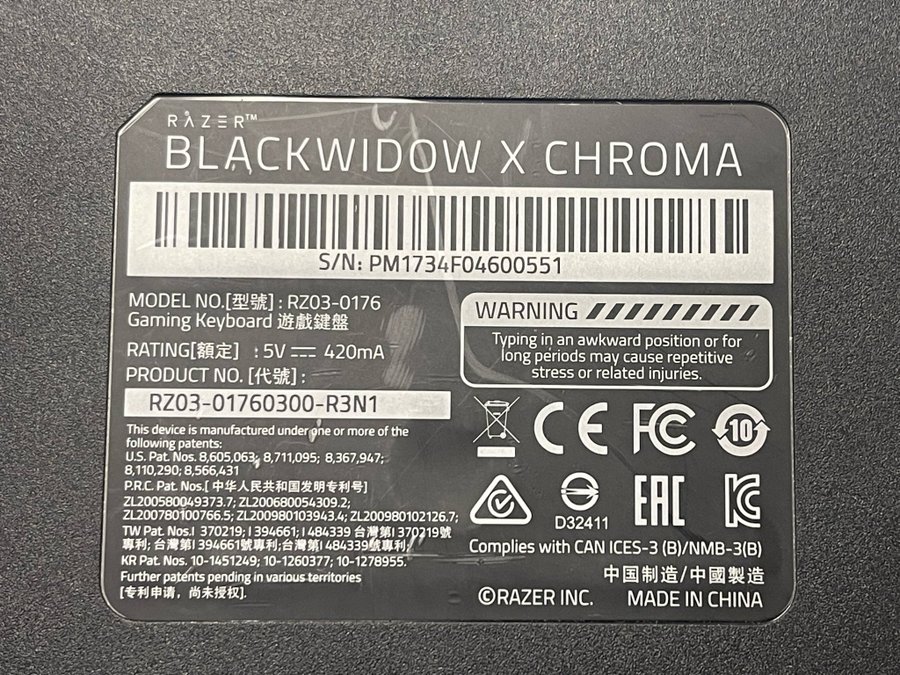 RAZER™
BLACKWIDOW X CHROMA
S/N: PM1734F04600551
MODEL NO.[型號] : RZ03-0176
Gaming Keyboard 遊戲鍵盤
RATING[額定] : 5V⎓ 420mA
PRODUCT NO. [代號] :
RZ03-01760300-R3N1
This device is manufactured under one or more of the
following patents:
U.S. Pat. Nos. 8,605,063; 8,711,095; 8,367,947;
8,110,290; 8,566,431
P.R.C. Pat. Nos.[ 中华人民共和国发明专利号]
ZL200580049373.7; ZL200680054309.2;
ZL200780100766.5; ZL200980103943.4; ZL200980102126.7;
TW Pat. Nos.I 370219; I 394661; I 484339 台灣第I 370219號
專利; 台灣第I 394661號專利;台灣第I 484339號專利;
KR Pat. Nos. 10-1451249; 10-1260377; 10-1278955.
Further patents pending in various territories
[专利申请，尚未授权].
WARNING
Typing in an awkward position or for
long periods may cause repetitive
stress or related injuries.
CE FC 10
D32411 EAC KC
Complies with CAN ICES-3 (B)/NMB-3(B)
中国制造/中國製造
©RAZER INC. MADE IN CHINA